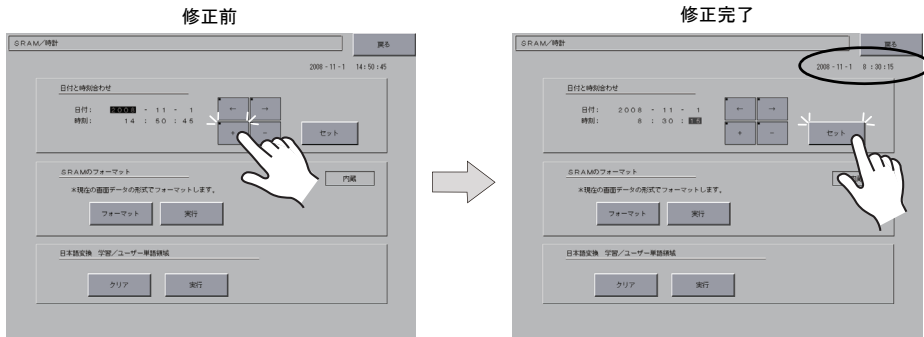 修正前
SRAM/時計
戻る
2008 - 11 - 1 14:50:45
日付と時刻合わせ
日付: 2008 - 11 - 1
時刻: 14 : 50 : 45
← →
+ -
セット
SRAMのフォーマット
内蔵
*現在の画面データの形式でフォーマットします。
フォーマット 実行
日本語変換 学習/ユーザー単語領域
クリア 実行
修正完了
SRAM/時計
戻る
2008 - 11 - 1 8 : 30 : 15
日付と時刻合わせ
日付: 2008 - 11 - 1
時刻: 8 : 30 : 15
← →
+ -
セット
SRAMのフォーマット
*現在の画面データの形式でフォーマットします。
フォーマット 実行
日本語変換 学習/ユーザー単語領域
クリア 実行